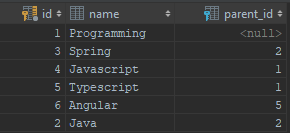 id name parent_id
1 Programming <null>
3 Spring 2
4 Javascript 1
5 Typescript 1
6 Angular 5
2 Java 2